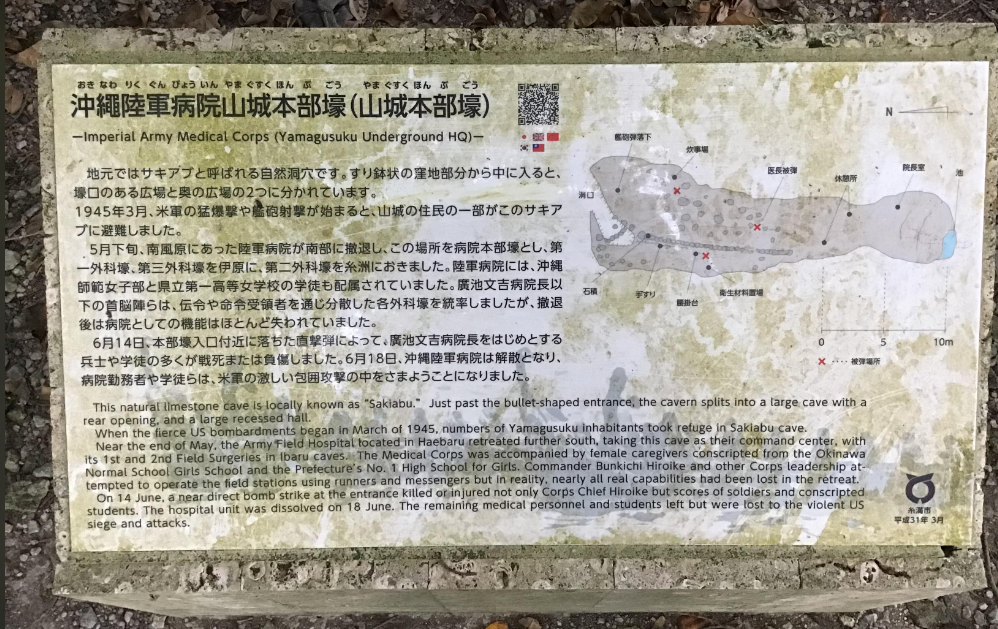 おき なわ りく ぐん びょう いん やま ぐすく ほん ぶ ごう やま ぐすく ほん ぶ ごう
沖縄陸軍病院山城本部壕(山城本部壕)
—Imperial Army Medical Corps (Yamagusuku Underground HQ)—
地元ではサキアブと呼ばれる自然洞穴です。すり鉢状の窪地部分から中に入ると、
壕口のある広場と奥の広場の2つに分かれています。
1945年3月、米軍の猛爆撃や艦砲射撃が始まると、山城の住民の一部がこのサキア
ブに避難しました。
5月下旬、南風原にあった陸軍病院が南部に撤退し、この場所を病院本部壕とし、第
一外科壕、第三外科壕を伊原に、第二外科壕を糸洲におきました。陸軍病院には、沖縄
師範女子部と県立第一高等女学校の学徒も配属されていました。廣池文吉病院長以
下の首脳陣らは、伝令や命令受領者を通じ分散した各外科壕を統率しましたが、撤退
後は病院としての機能はほとんど失われていました。
6月14日、本部壕入口付近に落ちた直撃弾によって、廣池文吉病院長をはじめとする
兵士や学徒の多くが戦死または負傷しました。6月18日、沖縄陸軍病院は解散となり、
病院勤務者や学徒らは、米軍の激しい包囲攻撃の中をさまようことになりました。
This natural limestone cave is locally known as "Sakiabu." Just past the bullet-shaped entrance, the cavern splits into a large cave with a
rear opening, and a large recessed hall.
When the fierce US bombardments began in March of 1945, numbers of Yamagusuku inhabitants took refuge in Sakiabu cave.
Near the end of May, the Army Field Hospital located in Haebaru retreated further south, taking this cave as their command center, with
its 1st and 2nd Field Surgeries in Ibaru caves. The Medical Corps was accompanied by female caregivers conscripted from the Okinawa
Normal School Girls School and the Prefecture's No. 1 High School for Girls. Commander Bunkichi Hiroike and other Corps leadership at-
tempted to operate the field stations using runners and messengers but in reality, nearly all real capabilities had been lost in the retreat.
On 14 June, a near direct bomb strike at the entrance killed or injured not only Corps Chief Hiroike but scores of soldiers and conscripted
students. The hospital unit was dissolved on 18 June. The remaining medical personnel and students left but were lost to the violent US
siege and attacks.
N
艦砲弾落下
炊事場
医長被弾
休憩所
院長室
池
洞口
石積
手すり
腰掛台
衛生材料置場
0 5 10m
×‥‥被弾場所
糸満市
平成31年 3月